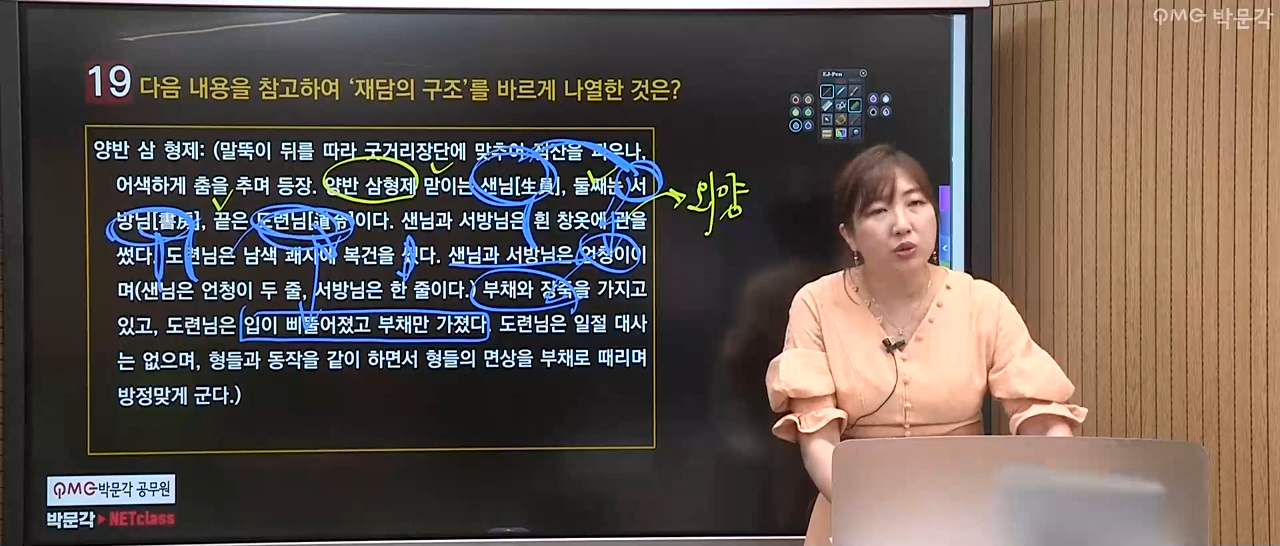 QMG 박문각
19 다음 내용을 참고하여 '재담의 구조'를 바르게 나열한 것은?
EJ-Pen
양반 삼 형제: (말뚝이 뒤를 따라 굿거리장단에 맞추어 점잔을 피우나,
어색하게 춤을 추며 등장. 양반 삼형제 맏이는 샌님[生員], 둘째는 서
방님[書房], 끝은 도련님[道令]이다. 샌님과 서방님은 흰 창옷에 관을
썼다. 도련님은 남색 쾌자에 복건을 썼다. 샌님과 서방님은 언청이이
며(샌님은 언청이 두 줄, 서방님은 한 줄이다.) 부채와 장죽을 가지고
있고, 도련님은 입이 삐뚤어졌고 부채만 가졌다. 도련님은 일절 대사
는 없으며, 형들과 동작을 같이 하면서 형들의 면상을 부채로 때리며
방정맞게 군다.)
외양
QMG 박문각 공무원
박문각 NETclass